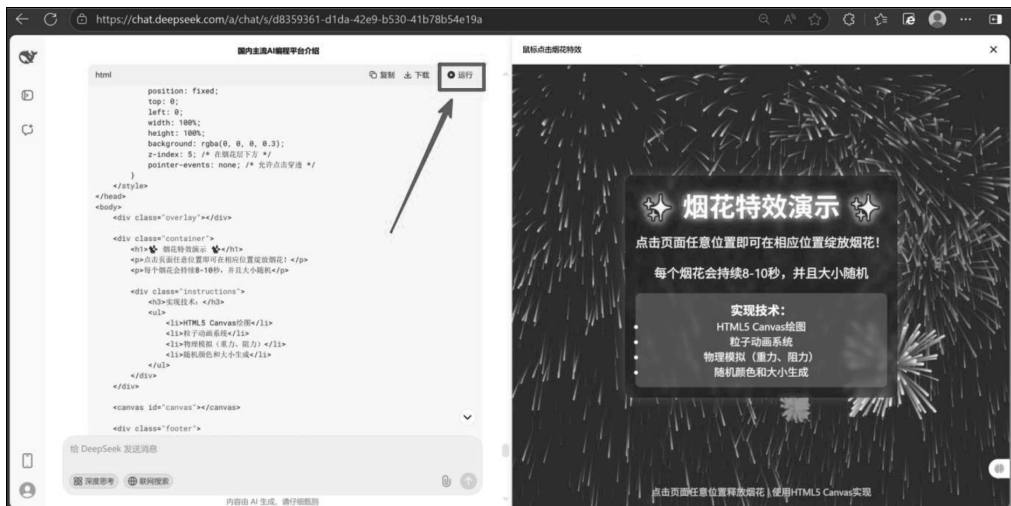 https://chat.deepseek.com/a/chat/s/d8359361-d1da-42e9-b530-41b78b54e19a
国内主流AI编程平台介绍
html
复制
下载
运行
position: fixed;
top: 0;
left: 0;
width: 100%;
height: 100%;
background: rgba(0, 0, 0, 0.3);
z-index: 5; /* 在烟花层下方 */
pointer-events: none; /* 允许点击穿透 */
}
</style>
</head>
<body>
<div class="overlay"></div>
<div class="container">
<h1>✨ 烟花特效演示 ✨</h1>
<p>点击页面任意位置即可在相应位置绽放烟花！</p>
<p>每个烟花会持续8-10秒，并且大小随机</p>
<div class="instructions">
<h3>实现技术：</h3>
<ul>
<li>HTML5 Canvas绘图</li>
<li>粒子动画系统</li>
<li>物理模拟（重力、阻力）</li>
<li>随机颜色和大小生成</li>
</ul>
</div>
</div>
<canvas id="canvas"></canvas>
<div class="footer">
给 DeepSeek 发送消息
深度思考
联网搜索
内容由 AI 生成，请仔细甄别
鼠标点击烟花特效
✨ 烟花特效演示 ✨
点击页面任意位置即可在相应位置绽放烟花！
每个烟花会持续8-10秒，并且大小随机
实现技术：
HTML5 Canvas绘图
粒子动画系统
物理模拟（重力、阻力）
随机颜色和大小生成
点击页面任意位置释放烟花 | 使用HTML5 Canvas实现